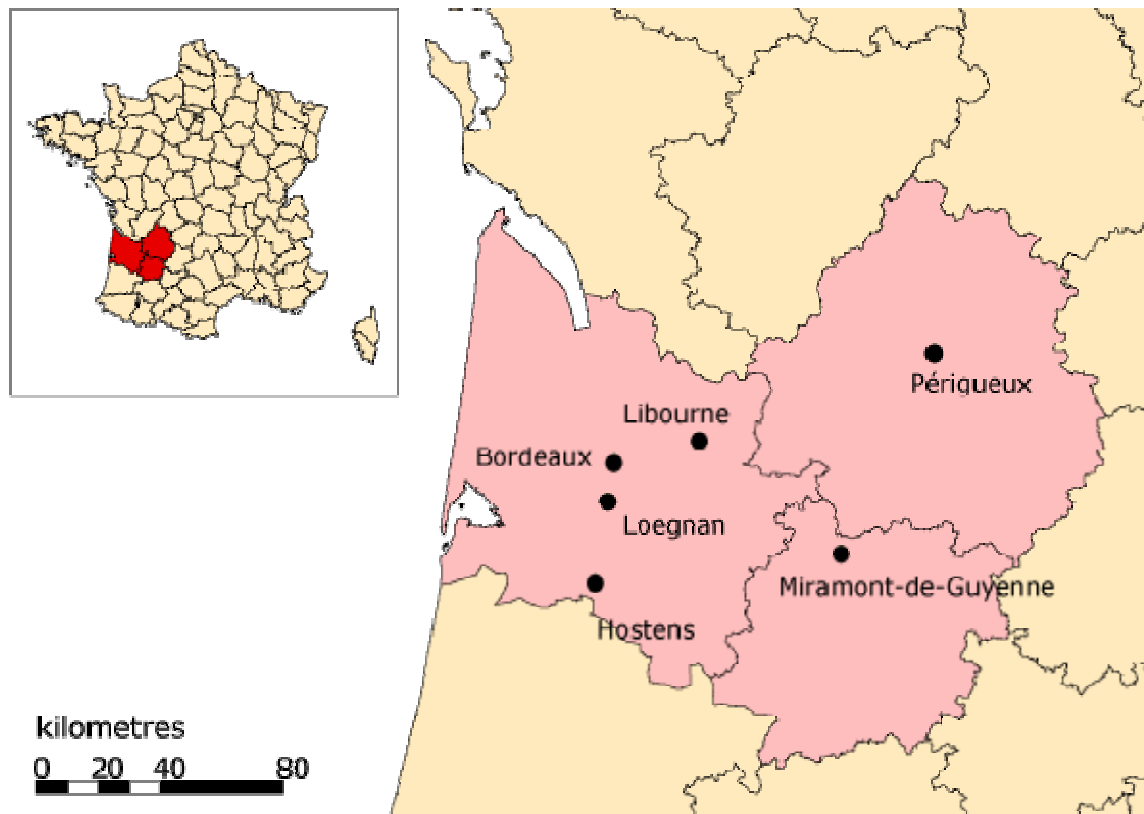 Périgueux
Libourne
Bordeaux
Loegnan
Miramont-de-Guyenne
Hostens
kilometres
0 20 40 80